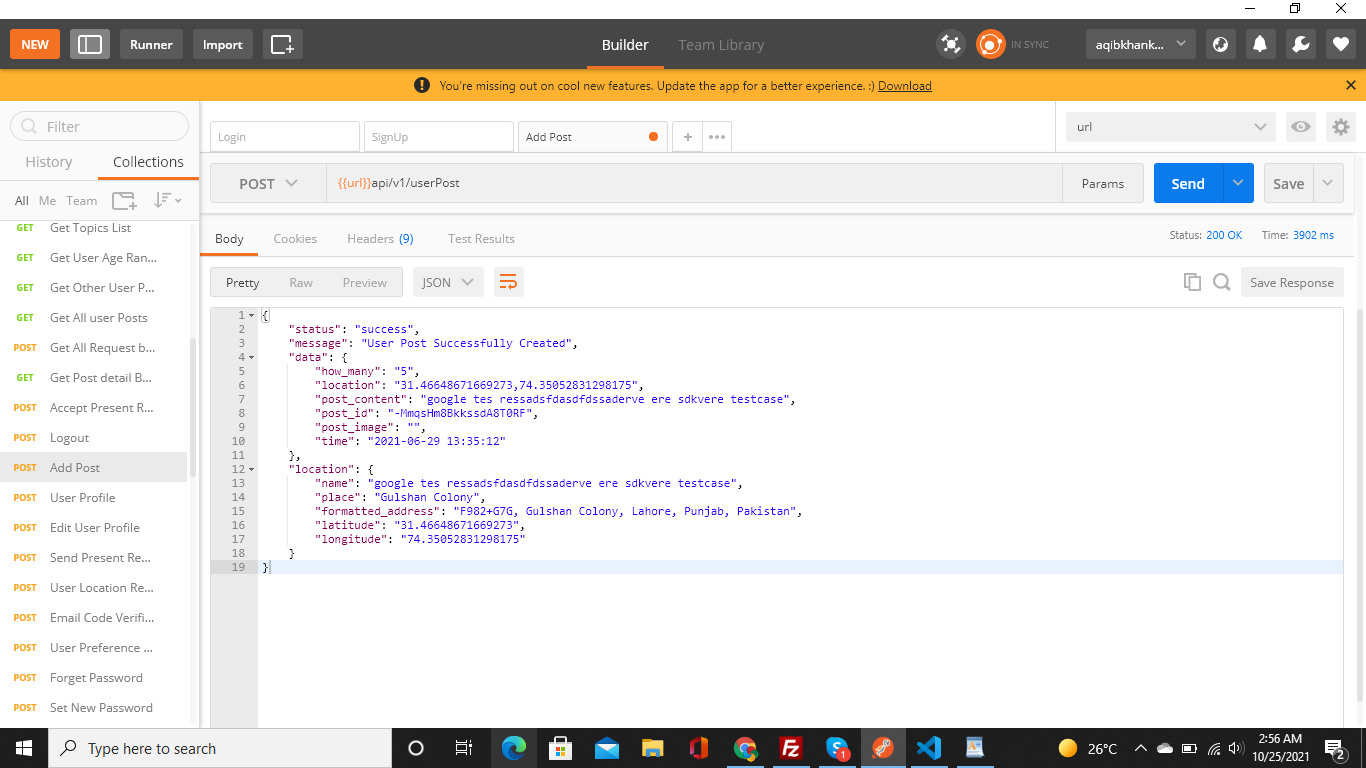 NEW Runner Import Builder Team Library IN SYNC aqibkhank...
You're missing out on cool new features. Update the app for a better experience. :) Download
Filter
History Collections
All Me Team
GET Get Topics List
GET Get User Age Ran...
GET Get Other User P...
GET Get All user Posts
POST Get All Request b...
GET Get Post detail B...
POST Accept Present R...
POST Logout
POST Add Post
POST User Profile
POST Edit User Profile
POST Send Present Re...
POST User Location Re...
POST Email Code Verifi...
POST User Preference ...
POST Forget Password
POST Set New Password
Login SignUp Add Post + •••
url
POST {{url}}api/v1/userPost Params Send Save
Body Cookies Headers (9) Test Results Status: 200 OK Time: 3902 ms
Pretty Raw Preview JSON Save Response
1 {
2 "status": "success",
3 "message": "User Post Successfully Created",
4 "data": {
5 "how_many": "5",
6 "location": "31.46648671669273,74.35052831298175",
7 "post_content": "google tes ressadsfdasdfdssaderve ere sdkvere testcase",
8 "post_id": "-MmqsHm8BkkssdA8T0RF",
9 "post_image": "",
10 "time": "2021-06-29 13:35:12"
11 },
12 "location": {
13 "name": "google tes ressadsfdasdfdssaderve ere sdkvere testcase",
14 "place": "Gulshan Colony",
15 "formatted_address": "F982+G7G, Gulshan Colony, Lahore, Punjab, Pakistan",
16 "latitude": "31.46648671669273",
17 "longitude": "74.35052831298175"
18 }
19 }
Type here to search
1
26°C
2:56 AM
10/25/2021
2